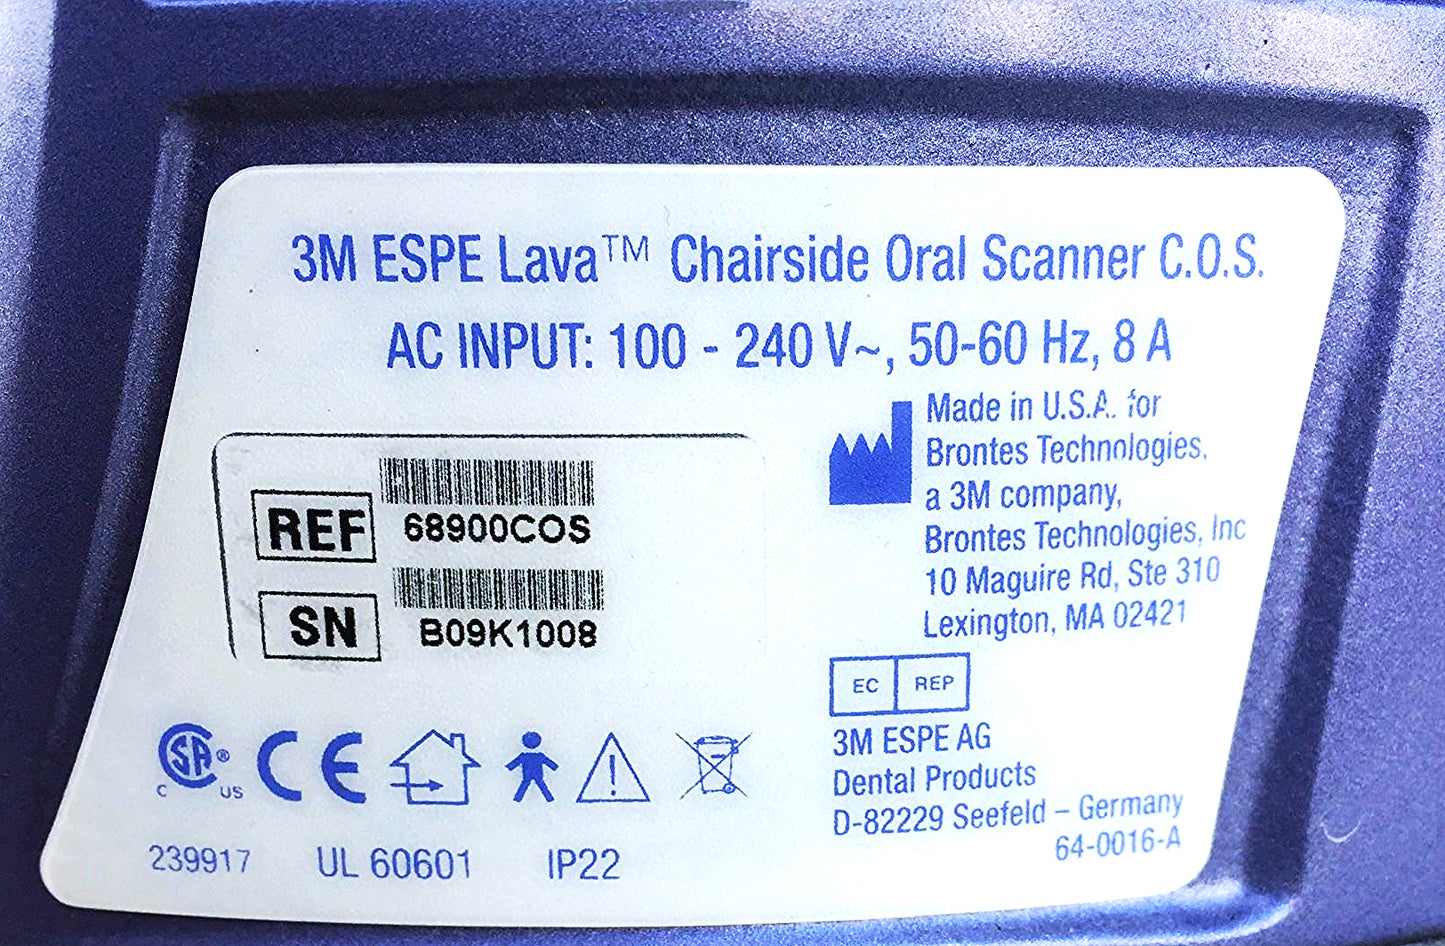 3M ESPE Lava™ Chairside Oral Scanner C.O.S.
AC INPUT: 100 - 240 V~, 50-60 Hz, 8 A
Made in U.S.A. for
Brontes Technologies,
a 3M company,
Brontes Technologies, Inc
10 Maguire Rd, Ste 310
Lexington, MA 02421
REF 68900COS
SN B09K1008
EC REP
3M ESPE AG
Dental Products
D-82229 Seefeld – Germany
64-0016-A
C SA® US CE
239917 UL 60601 IP22